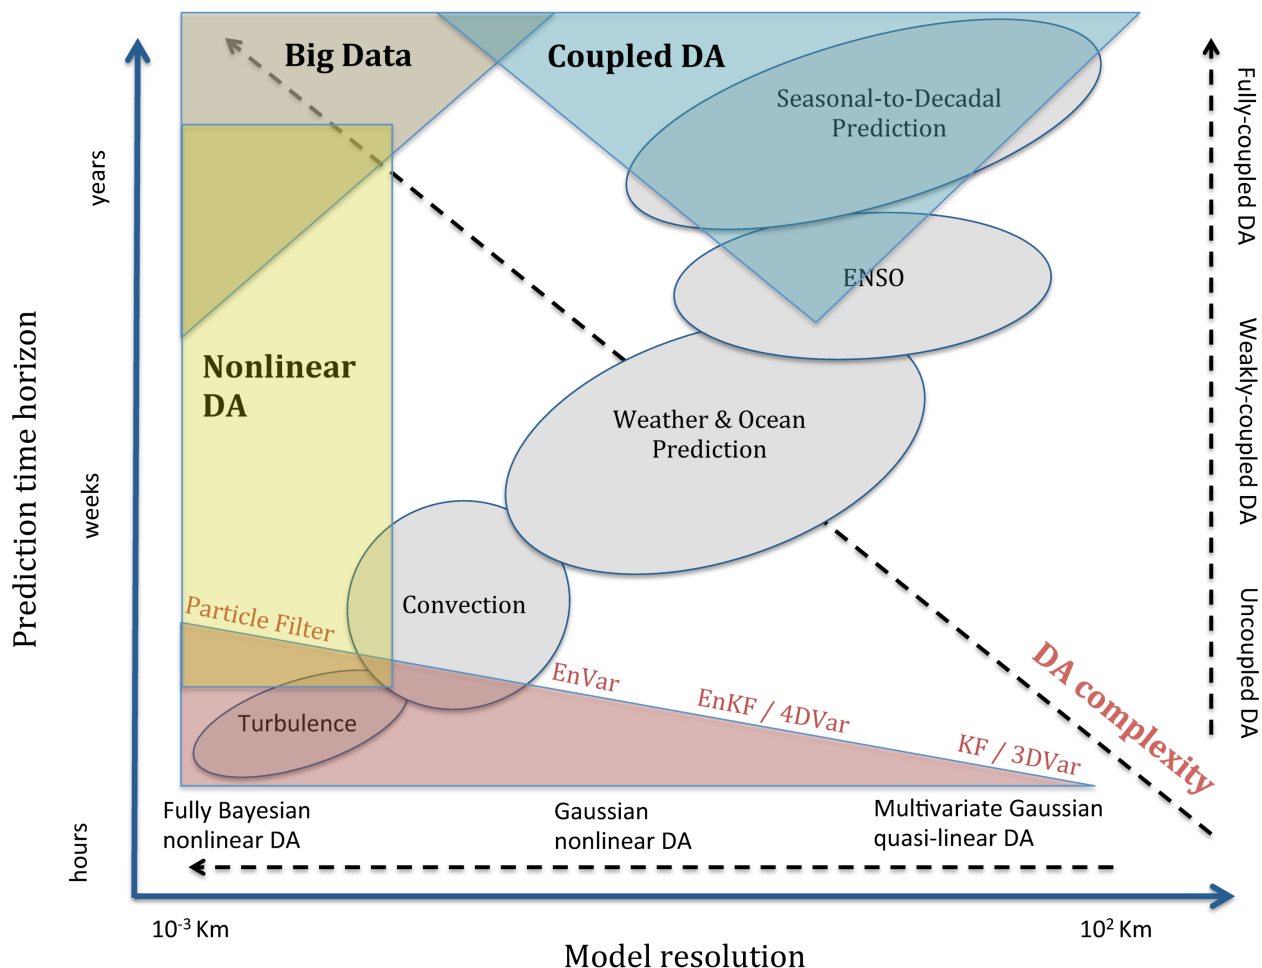 Big Data
Coupled DA
Seasonal-to-Decadal
Prediction
ENSO
Nonlinear
DA
Weather & Ocean
Prediction
Convection
Turbulence
Particle Filter
EnVar
EnKF / 4DVar
KF / 3DVar
DA complexity
Prediction time horizon
years
weeks
hours
Fully-coupled DA
Weakly-coupled DA
Uncoupled DA
Fully Bayesian
nonlinear DA
Gaussian
nonlinear DA
Multivariate Gaussian
quasi-linear DA
10⁻³ Km
10² Km
Model resolution